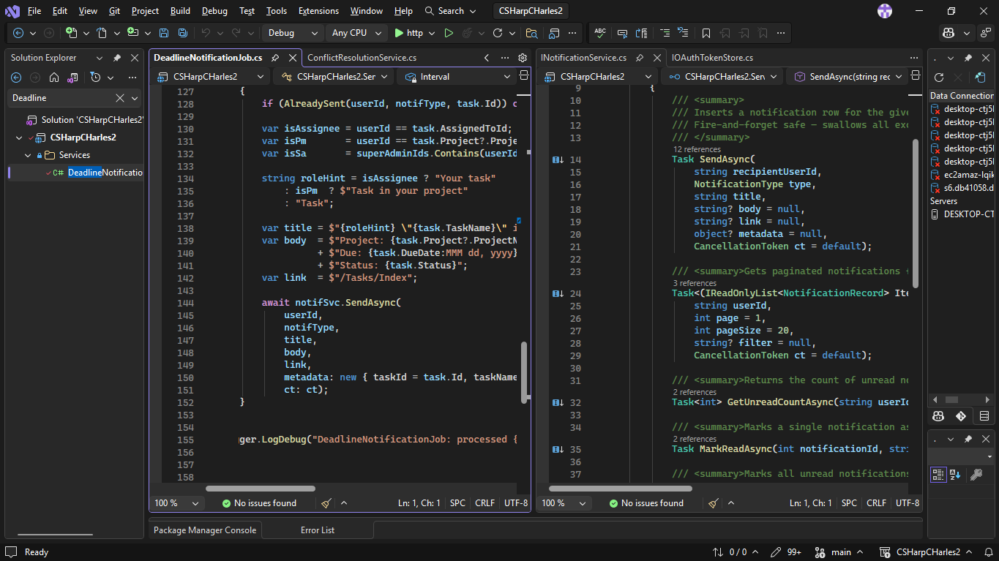 File Edit View Git Project Build Debug Test Tools Extensions Window Help Search CSHarpCHarles2
Debug Any CPU http
Solution Explorer
Deadline
Solution 'CSHarpCHarles2'
CSHarpCHarles2
Services
C# DeadlineNotificatio
DeadlineNotificationJob.cs ConflictResolutionService.cs
CSHarpCHarles2 CSHarpCHarles2.Ser Interval
127 {
128 if (AlreadySent(userId, notifType, task.Id)) c
129
130 var isAssignee = userId == task.AssignedToId;
131 var isPm = userId == task.Project?.Proje
132 var isSa = superAdminIds.Contains(userId
133
134 string roleHint = isAssignee ? "Your task"
135 : isPm ? $"Task in your project"
136 : "Task";
137
138 var title = $"{roleHint} \"{task.TaskName}\" i
139 var body = $"Project: {task.Project?.ProjectN
140 + $"Due: {task.DueDate:MMM dd, yyyy}
141 + $"Status: {task.Status}";
142 var link = $"/Tasks/Index";
143
144 await notifSvc.SendAsync(
145 userId,
146 notifType,
147 title,
148 body,
149 link,
150 metadata: new { taskId = task.Id, taskName
151 ct: ct);
152 }
153
154
155 ger.LogDebug("DeadlineNotificationJob: processed {
156
157
158
100 % No issues found Ln: 1, Ch: 1 SPC CRLF UTF-8
INotificationService.cs IOAuthTokenStore.cs
CSHarpCHarles2 CSHarpCHarles2.Serv SendAsync(string rec
9 {
10 /// <summary>
11 /// Inserts a notification row for the give
12 /// Fire-and-forget safe — swallows all exc
13 /// </summary>
12 references
14 Task SendAsync(
15 string recipientUserId,
16 NotificationType type,
17 string title,
18 string? body = null,
19 string? link = null,
20 object? metadata = null,
21 CancellationToken ct = default);
22
23 /// <summary>Gets paginated notifications f
3 references
24 Task<(IReadOnlyList<NotificationRecord> Ite
25 string userId,
26 int page = 1,
27 int pageSize = 20,
28 string? filter = null,
29 CancellationToken ct = default);
30
31 /// <summary>Returns the count of unread no
2 references
32 Task<int> GetUnreadCountAsync(string userId
33
34 /// <summary>Marks a single notification as
2 references
35 Task MarkReadAsync(int notificationId, stri
36
37 /// <summary>Marks all unread notifications
100 % No issues found Ln: 1, Ch: 1 SPC CRLF UTF-8
Data Connection
desktop-ctj5l
desktop-ctj5l
desktop-ctj5l
desktop-ctj5l
desktop-ctj5l
ec2amaz-lqik
s6.db41058.d
Servers
DESKTOP-CT
Package Manager Console Error List
Ready 0 / 0 99+ main CSHarpCHarles2